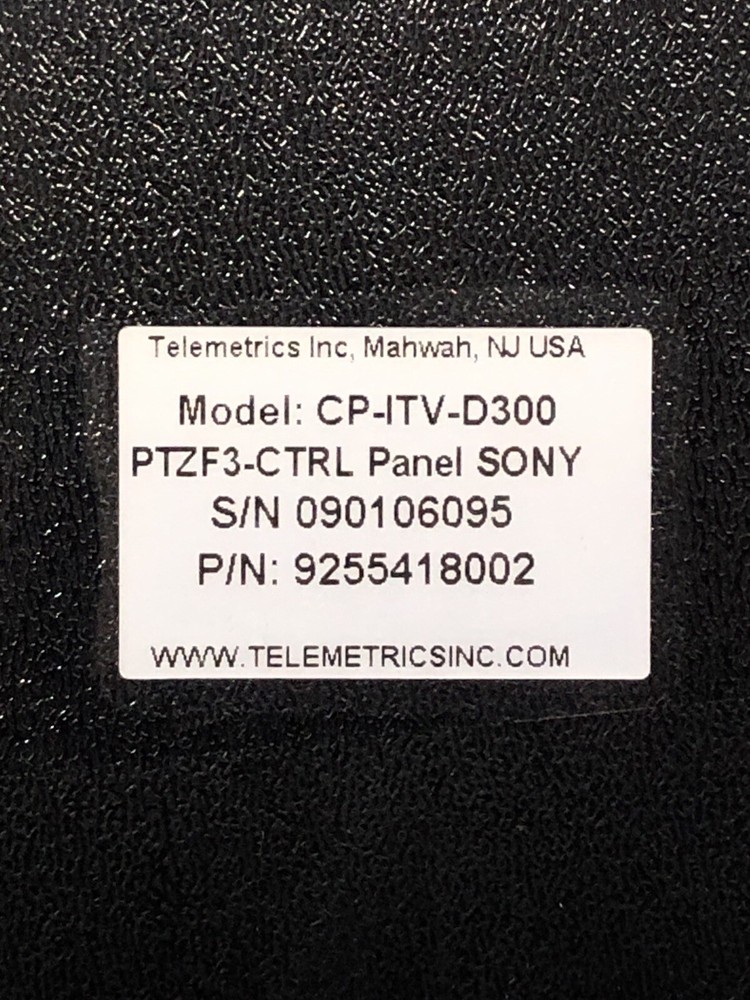 Telemetrics Inc, Mahwah, NJ USA
Model: CP-ITV-D300
PTZF3-CTRL Panel SONY
S/N 090106095
P/N: 9255418002
WWW.TELEMETRICSINC.COM